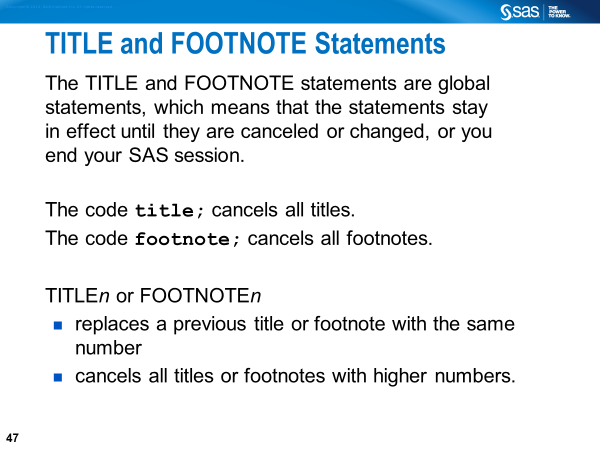 sas THE POWER TO KNOW.
TITLE and FOOTNOTE Statements
The TITLE and FOOTNOTE statements are global
statements, which means that the statements stay
in effect until they are canceled or changed, or you
end your SAS session.
The code title; cancels all titles.
The code footnote; cancels all footnotes.
TITLEn or FOOTNOTEn
replaces a previous title or footnote with the same
number
cancels all titles or footnotes with higher numbers.
47